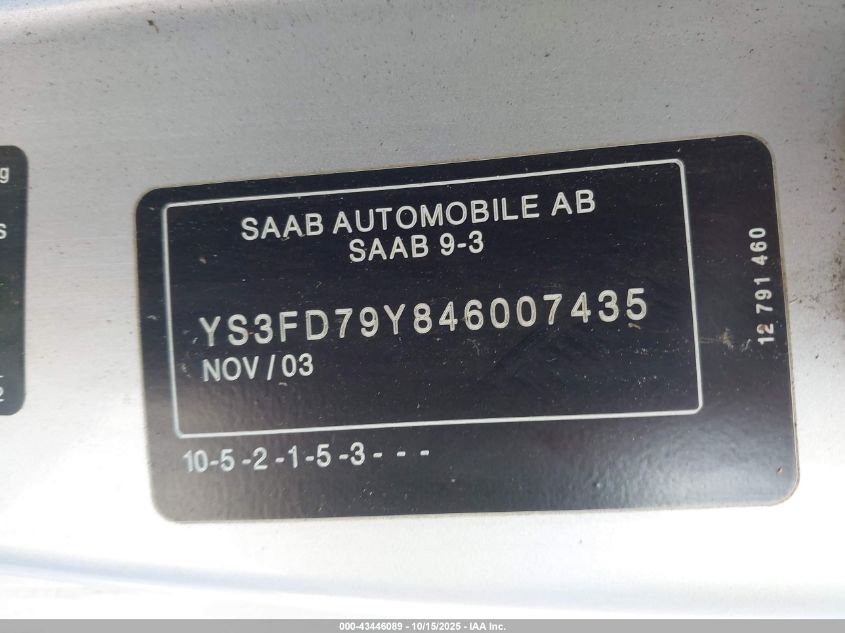 g
s
2
SAAB AUTOMOBILE AB
SAAB 9-3
YS3FD79Y846007435
NOV / 03
10-5-2-1-5-3- - -
12 791 460
000-43446089 - 10/15/2025 - IAA Inc.